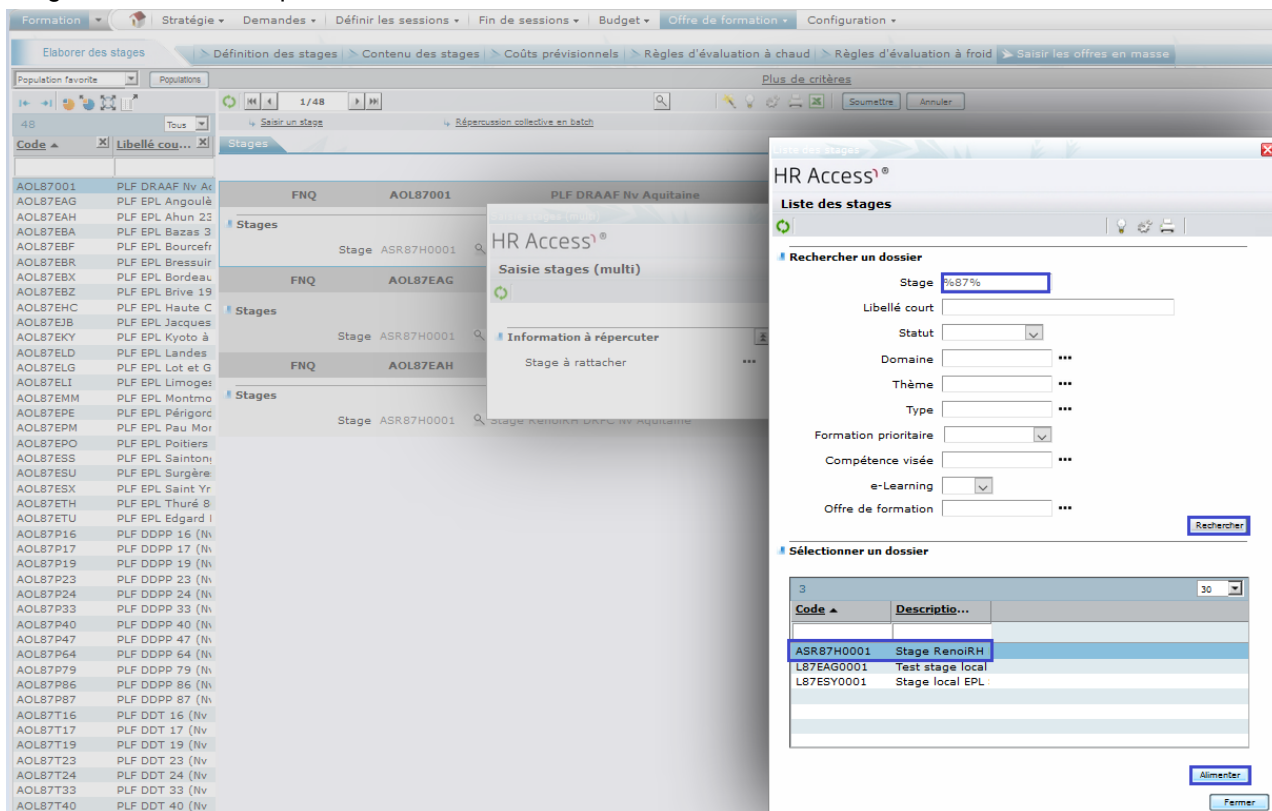 Formation
Stratégie
Demandes
Définir les sessions
Fin de sessions
Budget
Offre de formation
Configuration
Elaborer des stages
Définition des stages
Contenu des stages
Coûts prévisionnels
Règles d'évaluation à chaud
Règles d'évaluation à froid
Saisir les offres en masse
Population favorite
Populations
Plus de critères
1/48
Soumettre
Annuler
48
Tous
Saisir un stage
Répercussion collective en batch
Code
Libellé cou...
Stages
AOL87001 PLF DRAAF Nv Ac
AOL87EAG PLF EPL Angoulè
AOL87EAH PLF EPL Ahun 23
AOL87EBA PLF EPL Bazas 3
AOL87EBF PLF EPL Bourcefr
AOL87EBR PLF EPL Bressuir
AOL87EBX PLF EPL Bordeau
AOL87EBZ PLF EPL Brive 19
AOL87EHC PLF EPL Haute C
AOL87EJB PLF EPL Jacques
AOL87EKY PLF EPL Kyoto à
AOL87ELD PLF EPL Landes
AOL87ELG PLF EPL Lot et G
AOL87ELI PLF EPL Limoges
AOL87EMM PLF EPL Montmo
AOL87EPE PLF EPL Périgord
AOL87EPM PLF EPL Pau Mor
AOL87EPO PLF EPL Poitiers
AOL87ESS PLF EPL Sainton
AOL87ESU PLF EPL Surgère
AOL87ESX PLF EPL Saint Yr
AOL87ETH PLF EPL Thuré 8
AOL87ETU PLF EPL Edgard
AOL87P16 PLF DDPP 16 (Nv
AOL87P17 PLF DDPP 17 (Nv
AOL87P19 PLF DDPP 19 (Nv
AOL87P23 PLF DDPP 23 (Nv
AOL87P24 PLF DDPP 24 (Nv
AOL87P33 PLF DDPP 33 (Nv
AOL87P40 PLF DDPP 40 (Nv
AOL87P47 PLF DDPP 47 (Nv
AOL87P64 PLF DDPP 64 (Nv
AOL87P79 PLF DDPP 79 (Nv
AOL87P86 PLF DDPP 86 (Nv
AOL87P87 PLF DDPP 87 (Nv
AOL87T16 PLF DDT 16 (Nv
AOL87T17 PLF DDT 17 (Nv
AOL87T19 PLF DDT 19 (Nv
AOL87T23 PLF DDT 23 (Nv
AOL87T24 PLF DDT 24 (Nv
AOL87T33 PLF DDT 33 (Nv
AOL87T40 PLF DDT 40 (Nv
FNQ AOL87001 PLF DRAAF Nv Aquitaine
Stages
Stage ASR87H0001
FNQ AOL87EAG
Stages
Stage ASR87H0001
FNQ AOL87EAH
Stages
Stage ASR87H0001 Stage RenoiRH DRFC Nv Aquitaine
HR Access®
Saisie stages (multi)
Information à répercuter
Stage à rattacher
Liste des stages
HR Access®
Liste des stages
Rechercher un dossier
Stage %87%
Libellé court
Statut
Domaine
Thème
Type
Formation prioritaire
Compétence visée
e-Learning
Offre de formation
Rechercher
Sélectionner un dossier
3
30
Code
Descriptio...
ASR87H0001 Stage RenoiRH
L87EAG0001 Test stage local
L87ESY0001 Stage local EPL
Alimenter
Fermer